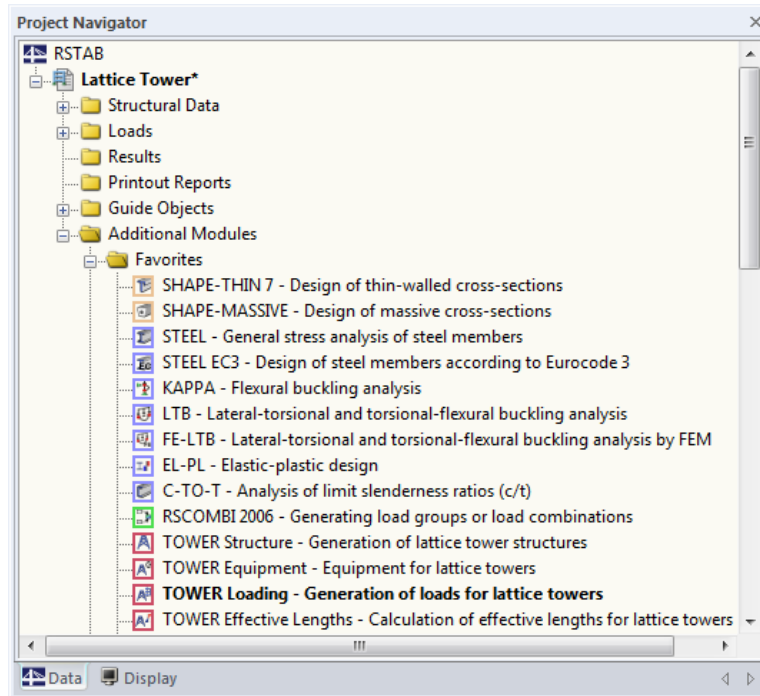 Project Navigator
RSTAB
Lattice Tower*
Structural Data
Loads
Results
Printout Reports
Guide Objects
Additional Modules
Favorites
SHAPE-THIN 7 - Design of thin-walled cross-sections
SHAPE-MASSIVE - Design of massive cross-sections
STEEL - General stress analysis of steel members
STEEL EC3 - Design of steel members according to Eurocode 3
KAPPA - Flexural buckling analysis
LTB - Lateral-torsional and torsional-flexural buckling analysis
FE-LTB - Lateral-torsional and torsional-flexural buckling analysis by FEM
EL-PL - Elastic-plastic design
C-TO-T - Analysis of limit slenderness ratios (c/t)
RSCOMBI 2006 - Generating load groups or load combinations
TOWER Structure - Generation of lattice tower structures
TOWER Equipment - Equipment for lattice towers
TOWER Loading - Generation of loads for lattice towers
TOWER Effective Lengths - Calculation of effective lengths for lattice towers
Data Display